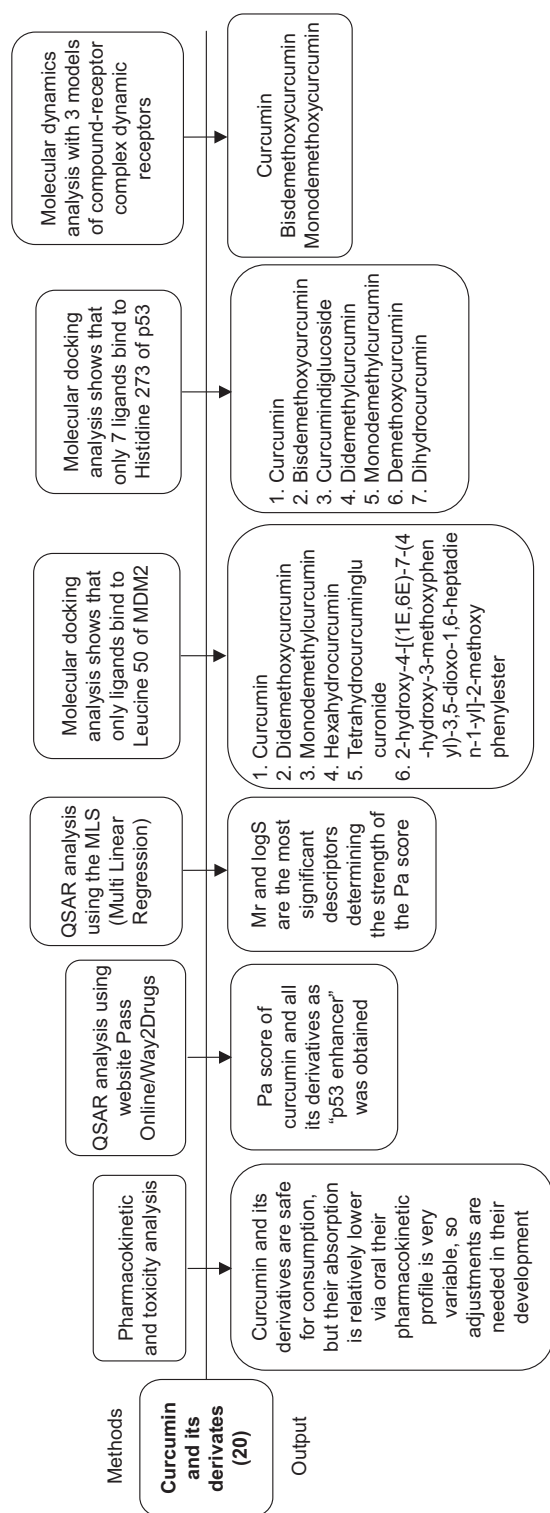 Methods
Curcumin
and its
derivates
(20)
Output
Pharmacokinetic
and toxicity analysis
Curcumin and its
derivatives are safe
for consumption,
but their absorption
is relatively lower
via oral their
pharmacokinetic
profile is very
variable, so
adjustments are
needed in their
development
QSAR analysis using
website Pass
Online/Way2Drugs
Pa score of
curcumin and all
its derivatives as
“p53 enhancer”
was obtained
QSAR analysis
using the MLS
(Multi Linear
Regression)
Mr and logS
are the most
significant
descriptors
determining
the strength of
the Pa score
Molecular docking
analysis shows that
only ligands bind to
Leucine 50 of MDM2
1. Curcumin
2. Didemethoxycurcumin
3. Monodemethylcurcumin
4. Hexahydrocurcumin
5. Tetrahydrocurcuminglu
curonide
6. 2-hydroxy-4-[(1E,6E)-7-(4
-hydroxy-3-methoxyphen
yl)-3,5-dioxo-1,6-heptadie
n-1-yl]-2-methoxy
phenylester
Molecular docking
analysis shows that
only 7 ligands bind to
Histidine 273 of p53
1. Curcumin
2. Bisdemethoxycurcumin
3. Curcumindiglucoside
4. Didemethylcurcumin
5. Monodemethylcurcumin
6. Demethoxycurcumin
7. Dihydrocurcumin
Molecular dynamics
analysis with 3 models
of compound-receptor
complex dynamic
receptors
Curcumin
Bisdemethoxycurcumin
Monodemethoxycurcumin